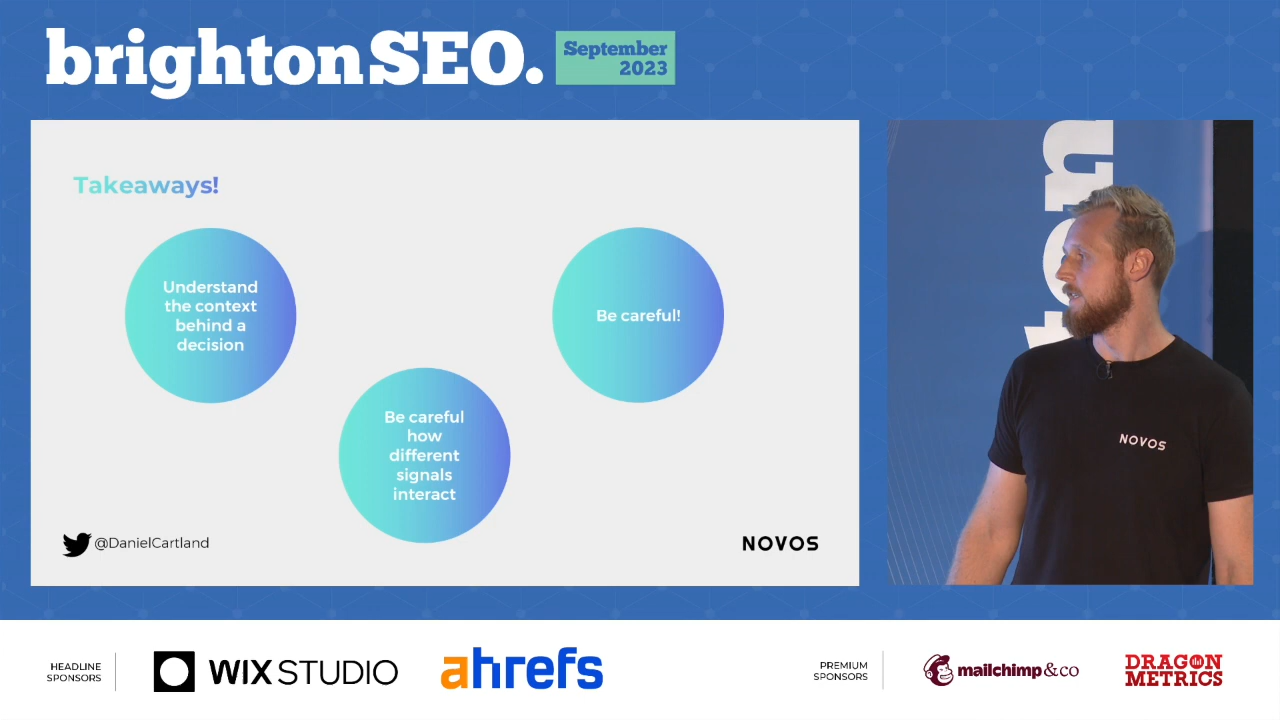 brightonSEO.
September
2023
Takeaways!
Understand
the context
behind a
decision
Be careful!
Be careful
how
different
signals
interact
@DanielCartland
NOVOS
ton
NOVOS
HEADLINE
SPONSORS
WIX STUDIO
ahrefs
PREMIUM
SPONSORS
mailchimp&co
DRAGON
METRICS